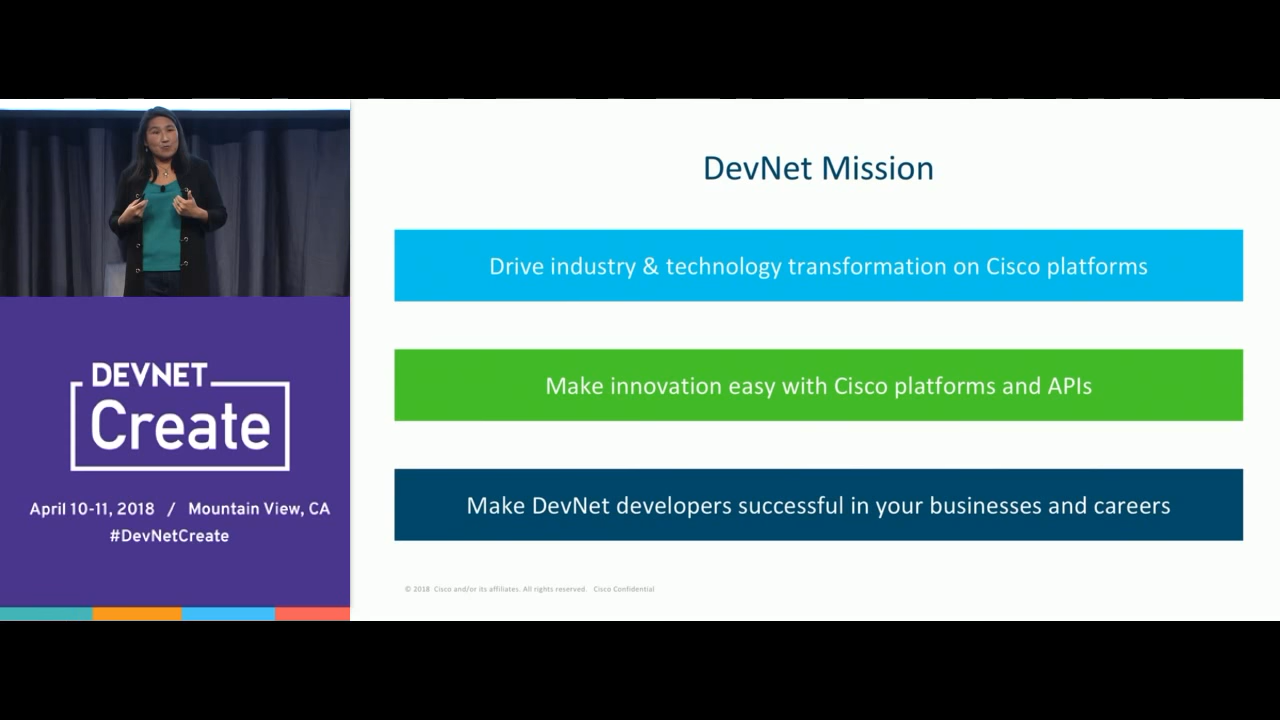 DevNet Mission
Drive industry & technology transformation on Cisco platforms
Make innovation easy with Cisco platforms and APIs
Make DevNet developers successful in your businesses and careers
© 2018 Cisco and/or its affiliates. All rights reserved. Cisco Confidential
DEVNET
Create
April 10-11, 2018 / Mountain View, CA
#DevNetCreate